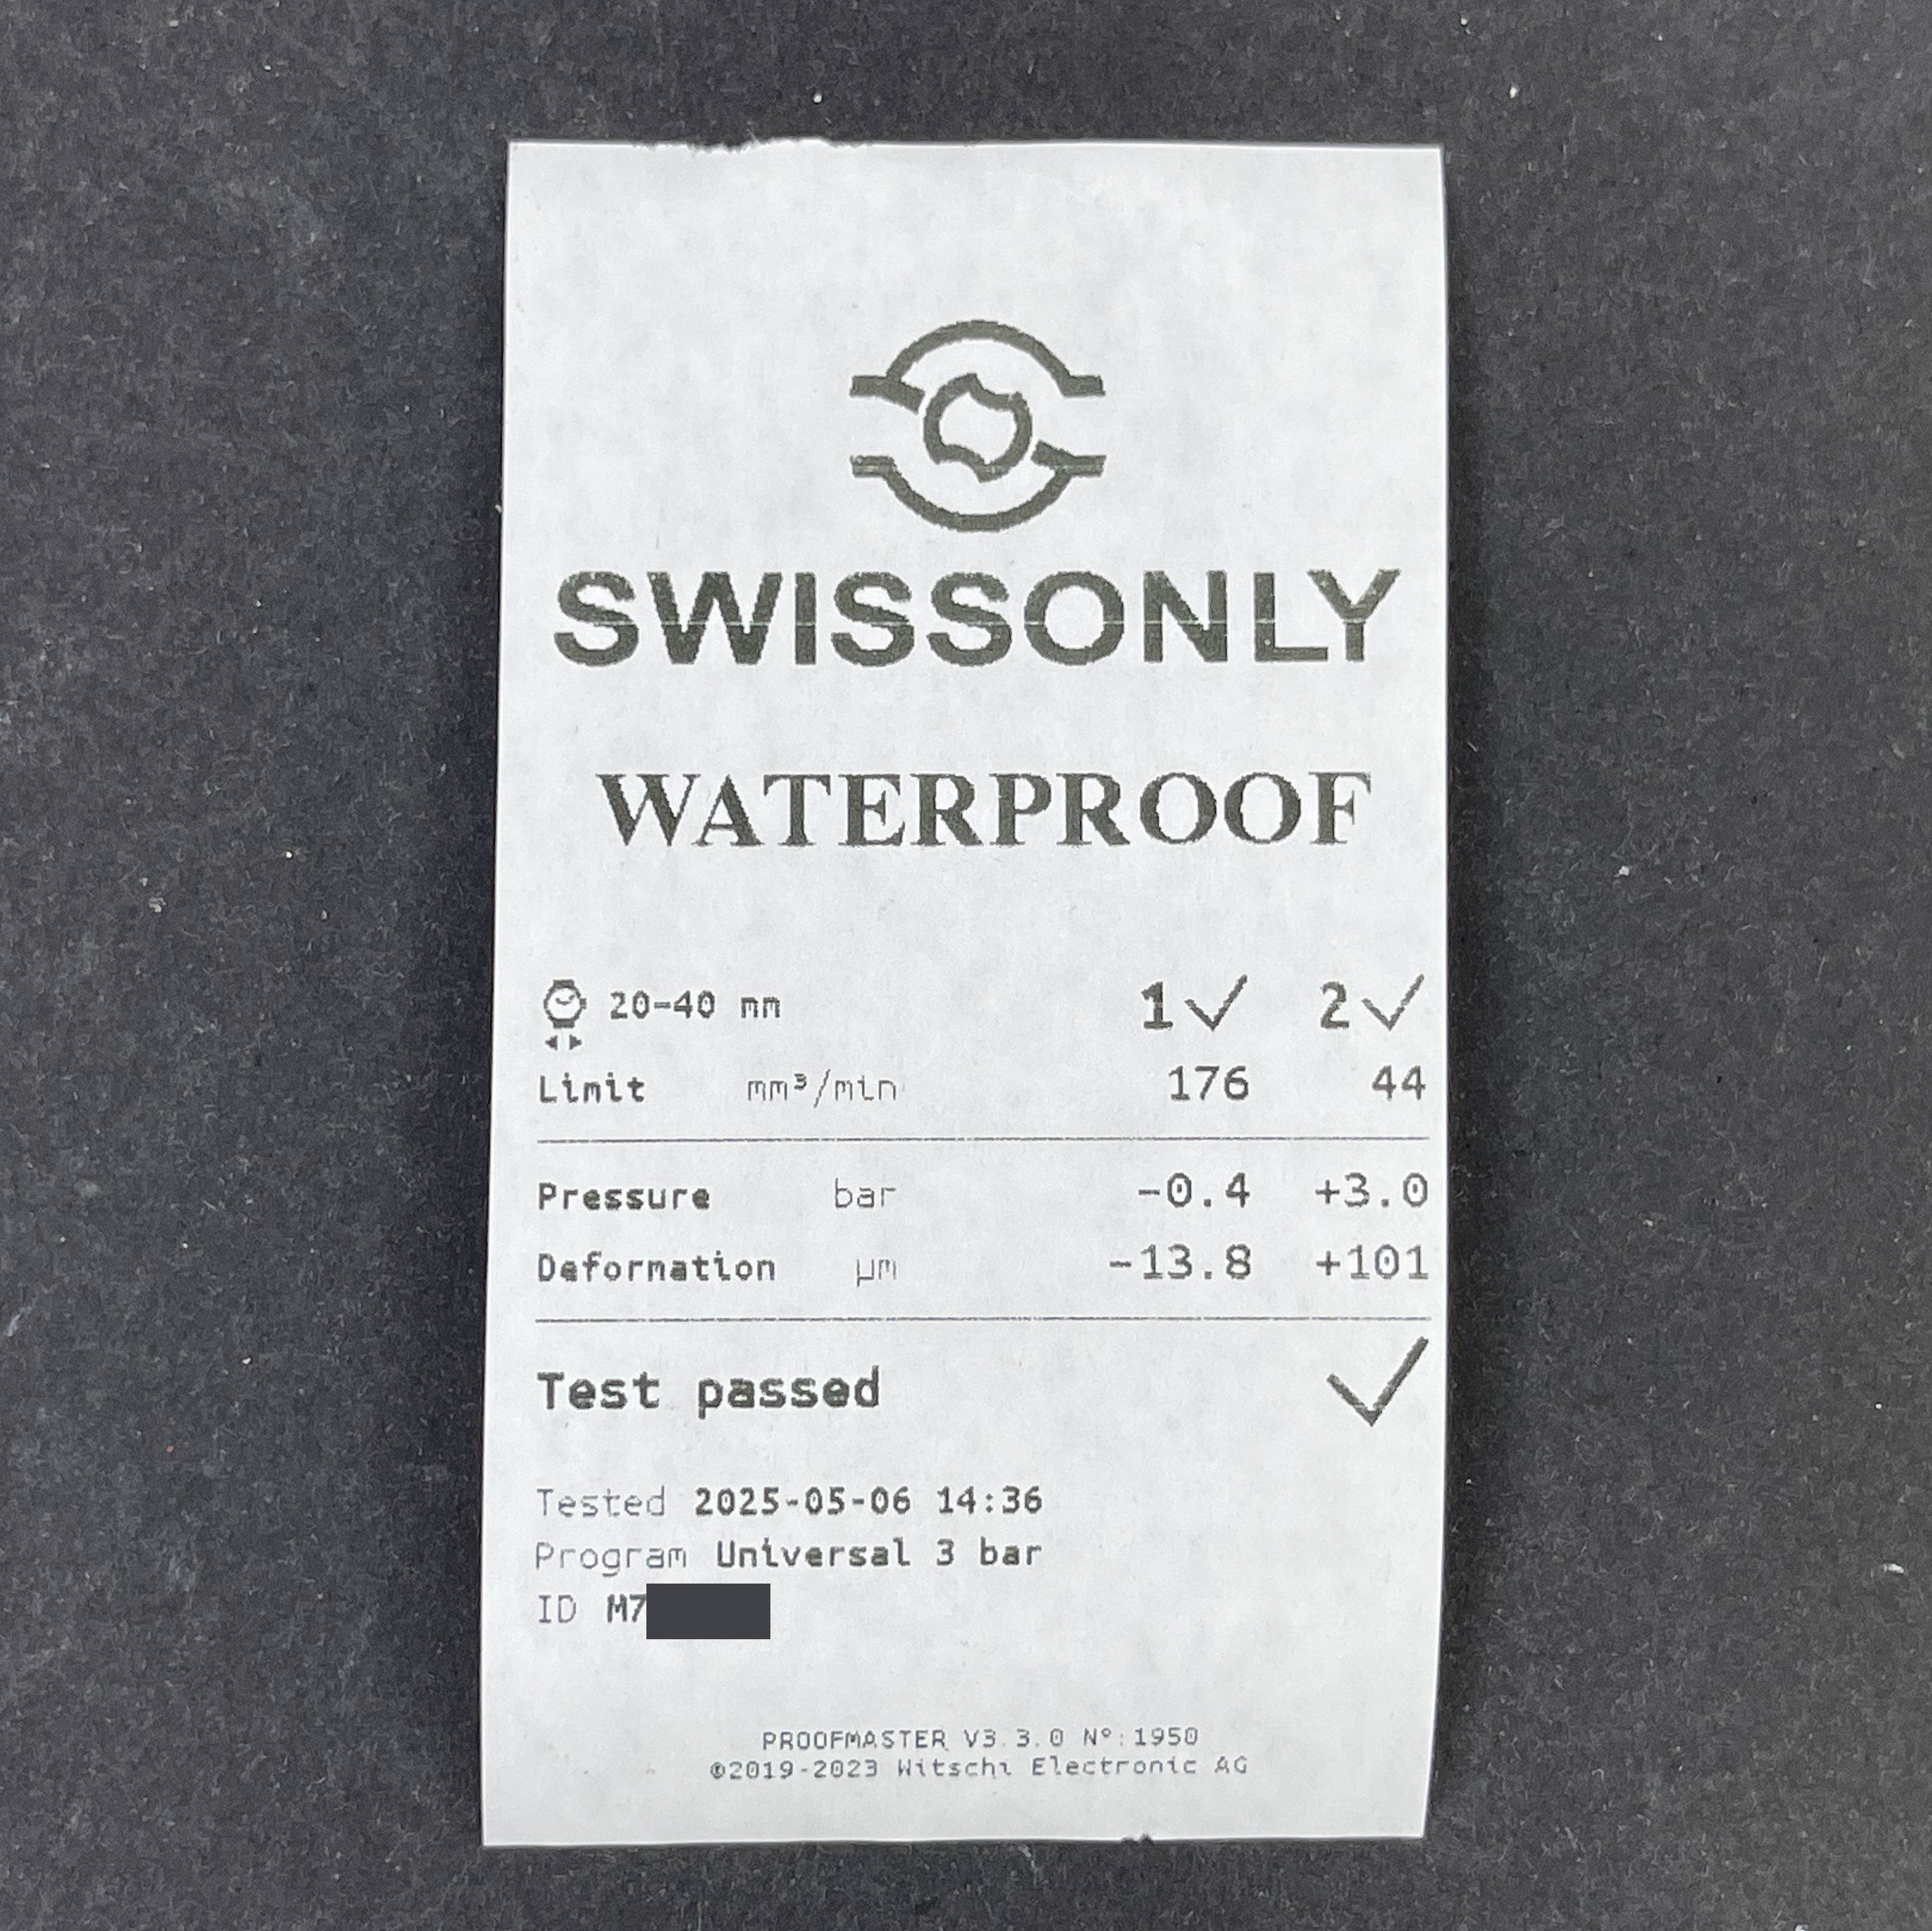 SWISSONLY
WATERPROOF
20-40 mm 1✓ 2✓
Limit mm³/min 176 44
Pressure bar -0.4 +3.0
Deformation µm -13.8 +101
Test passed ✓
Tested 2025-05-06 14:36
Program Universal 3 bar
ID M7
PROOFMASTER V3.3.0 Nº:1950
©2019-2023 Witschi Electronic AG